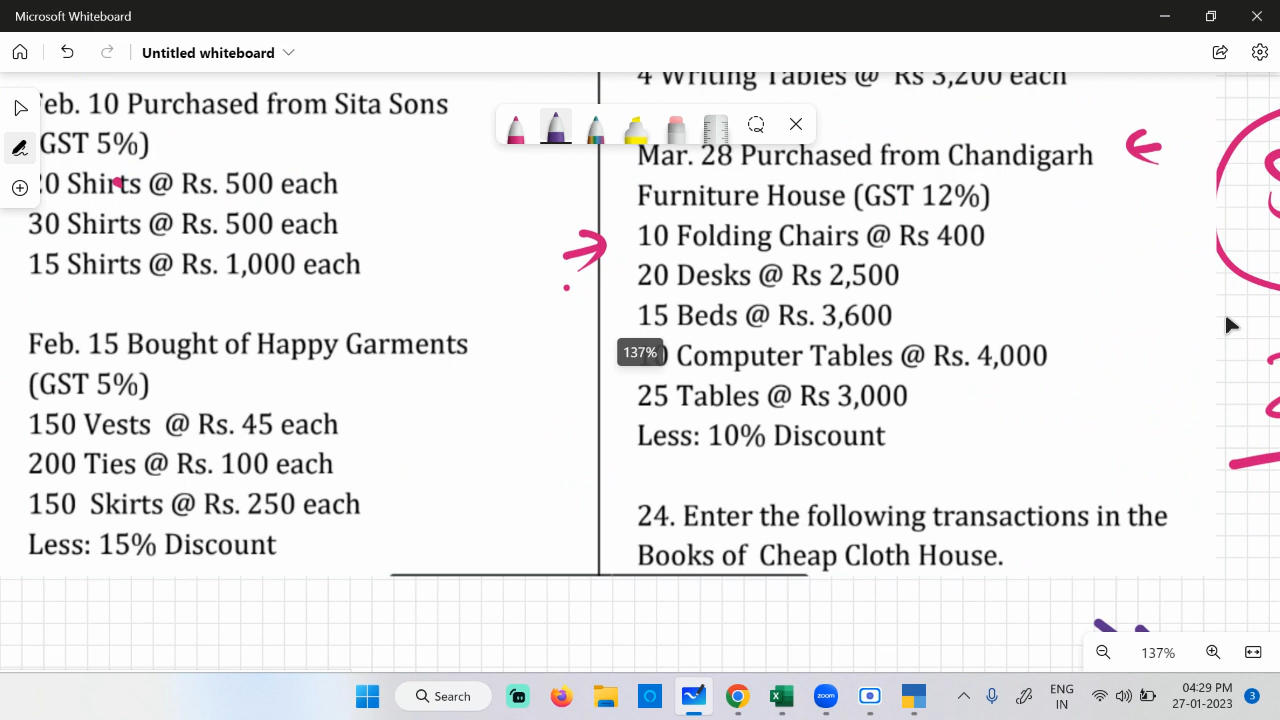 Microsoft Whiteboard
Untitled whiteboard
Feb. 10 Purchased from Sita Sons
(GST 5%)
20 Shirts @ Rs. 500 each
30 Shirts @ Rs. 500 each
15 Shirts @ Rs. 1,000 each
Feb. 15 Bought of Happy Garments
(GST 5%)
150 Vests @ Rs. 45 each
200 Ties @ Rs. 100 each
150 Skirts @ Rs. 250 each
Less: 15% Discount
4 Writing Tables @ Rs 3,200 each
Mar. 28 Purchased from Chandigarh
Furniture House (GST 12%)
10 Folding Chairs @ Rs 400
20 Desks @ Rs 2,500
15 Beds @ Rs. 3,600
137%
Computer Tables @ Rs. 4,000
25 Tables @ Rs 3,000
Less: 10% Discount
24. Enter the following transactions in the
Books of Cheap Cloth House.
137%
Search
zoom
ENG
IN
04:29 PM
27-01-2023
3